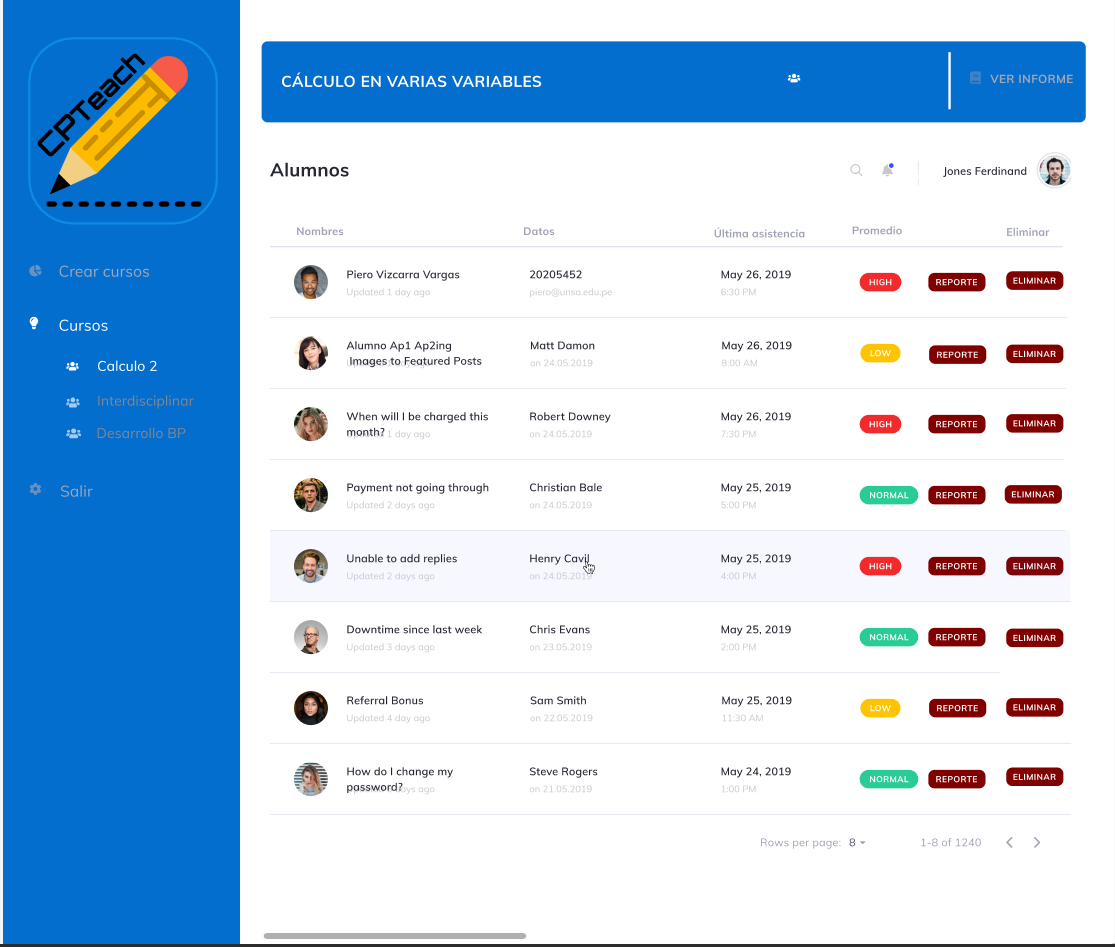 CPTeach
CÁLCULO EN VARIAS VARIABLES
VER INFORME
Alumnos
Jones Ferdinand
Crear cursos
Cursos
Calculo 2
Interdisciplinar
Desarrollo BP
Salir
Nombres Datos Última asistencia Promedio Eliminar
Piero Vizcarra Vargas 20205452 May 26, 2019 HIGH REPORTE ELIMINAR
Updated 1 day ago piero@unsa.edu.pe 6:30 PM
Alumno Ap1 Ap2ing Matt Damon May 26, 2019 LOW REPORTE ELIMINAR
Images to Featured Posts on 24.05.2019 8:00 AM
When will I be charged this Robert Downey May 26, 2019 HIGH REPORTE ELIMINAR
month? 1 day ago on 24.05.2019 7:30 PM
Payment not going through Christian Bale May 25, 2019 NORMAL REPORTE ELIMINAR
Updated 2 days ago on 24.05.2019 5:00 PM
Unable to add replies Henry Cavil May 25, 2019 HIGH REPORTE ELIMINAR
Updated 2 days ago on 24.05.2019 4:00 PM
Downtime since last week Chris Evans May 25, 2019 NORMAL REPORTE ELIMINAR
Updated 3 days ago on 23.05.2019 2:00 PM
Referral Bonus Sam Smith May 25, 2019 LOW REPORTE ELIMINAR
Updated 4 day ago on 22.05.2019 11:30 AM
How do I change my Steve Rogers May 24, 2019 NORMAL REPORTE ELIMINAR
password? ago on 21.05.2019 1:00 PM
Rows per page: 8 1-8 of 1240